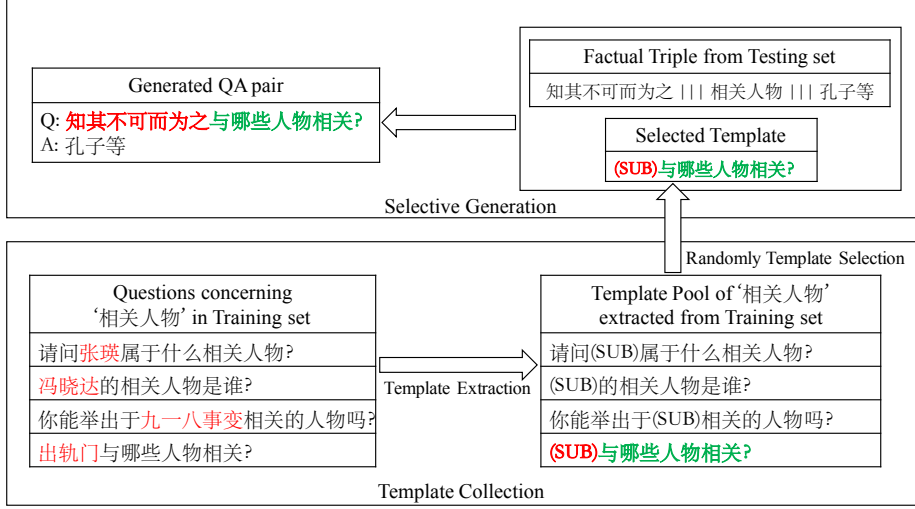 Generated QA pair
Q: 知其不可而为之与哪些人物相关?
A: 孔子等
Factual Triple from Testing set
知其不可而为之 ||| 相关人物 ||| 孔子等
Selected Template
(SUB)与哪些人物相关?
Selective Generation
Randomly Template Selection
Questions concerning
‘相关人物’ in Training set
请问张瑛属于什么相关人物?
冯晓达的相关人物是谁?
你能举出于九一八事变相关的人物吗?
出轨门与哪些人物相关?
Template Extraction
Template Pool of ‘相关人物’
extracted from Training set
请问(SUB)属于什么相关人物?
(SUB)的相关人物是谁?
你能举出于(SUB)相关的人物吗?
(SUB)与哪些人物相关?
Template Collection